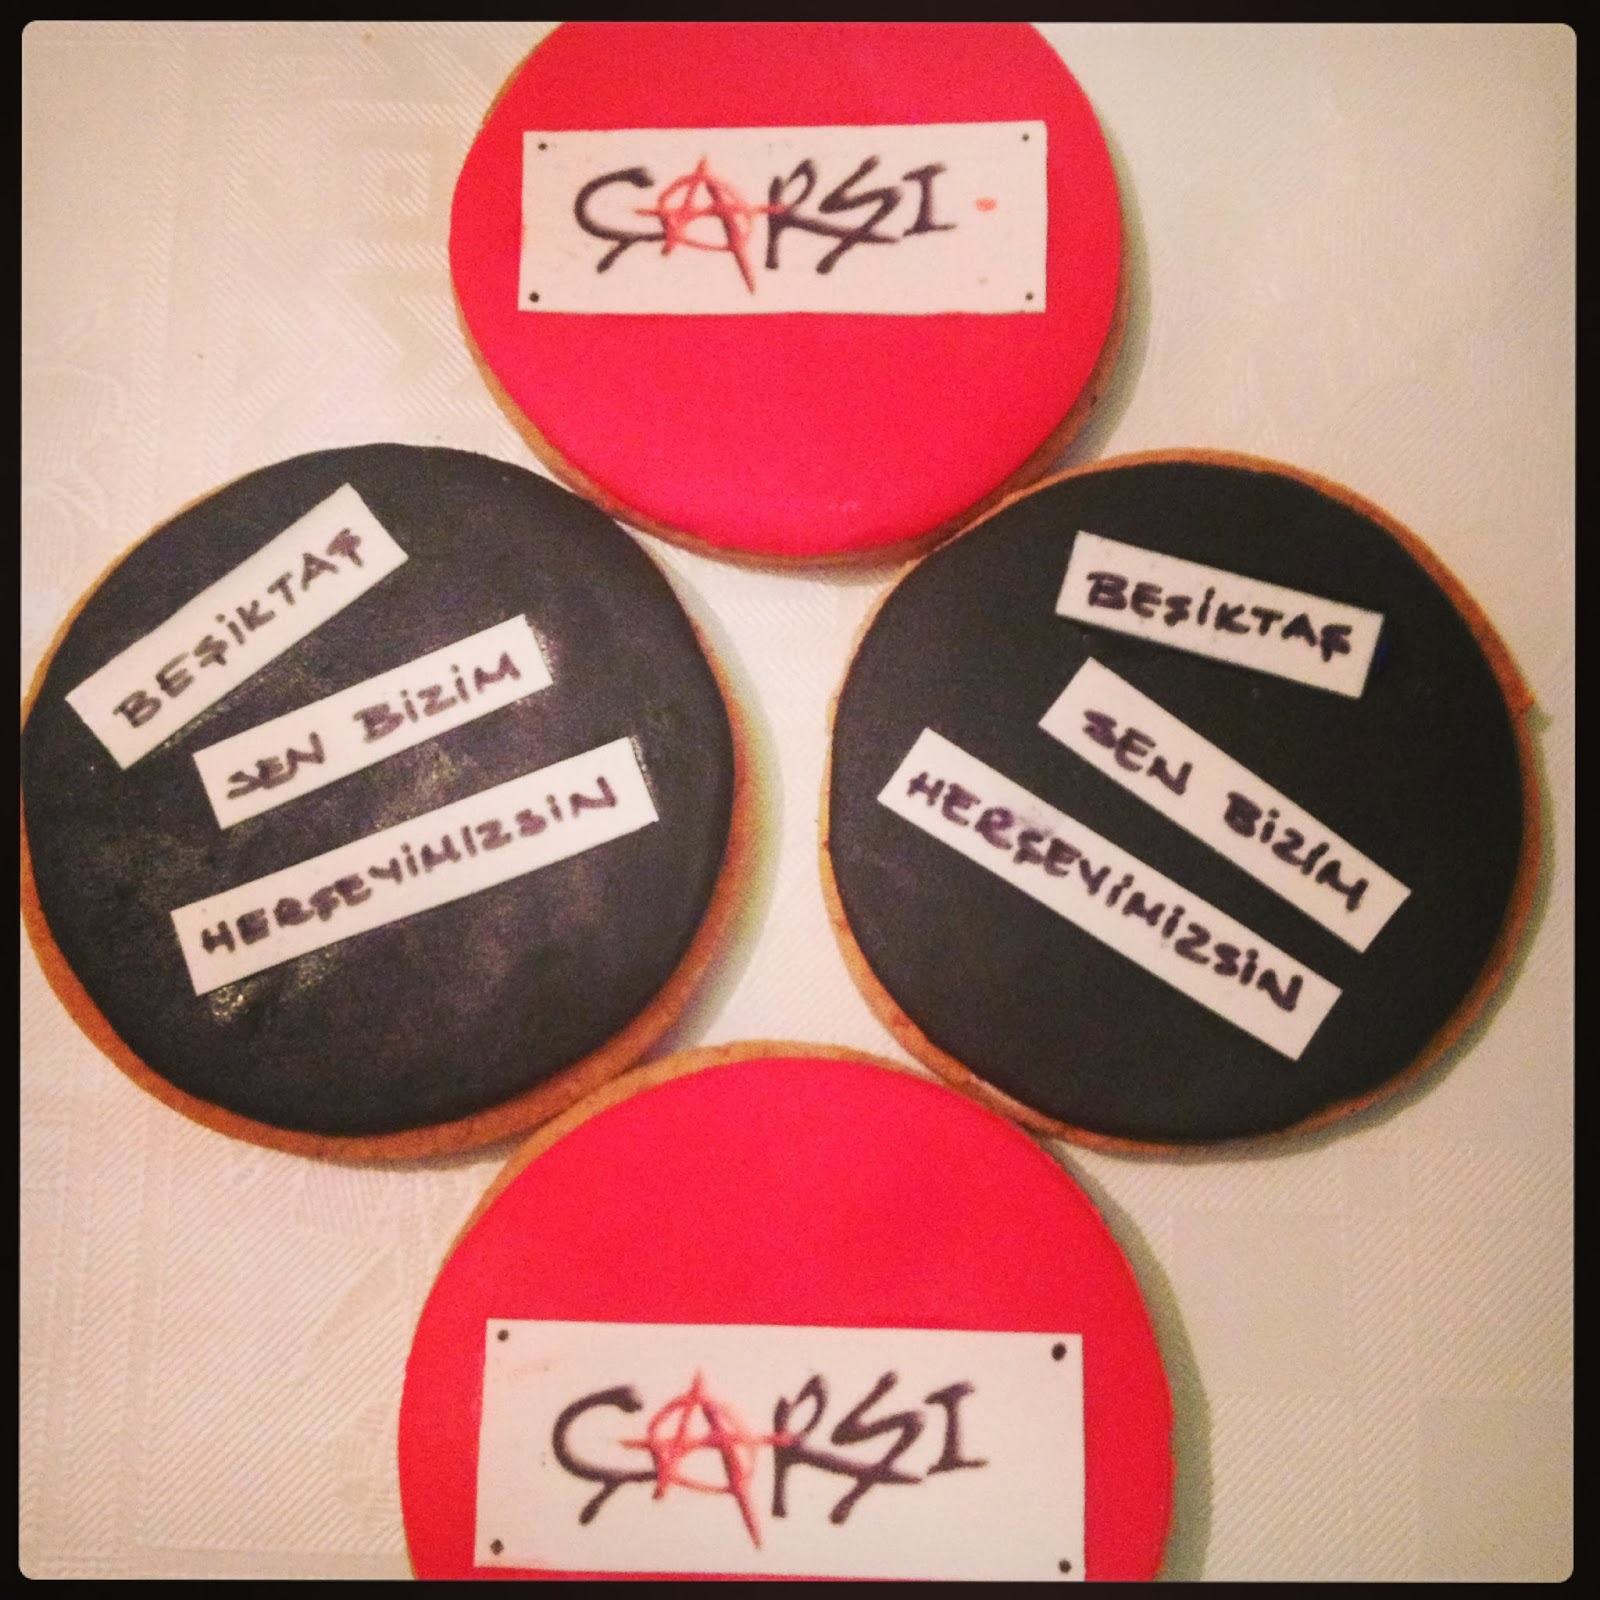 ÇARŞI
BEŞİKTAŞ
SEN BİZİM
HERŞEYİMİZSİN
BEŞİKTAŞ
SEN BİZİM
HERŞEYİMİZSİN
ÇARŞI